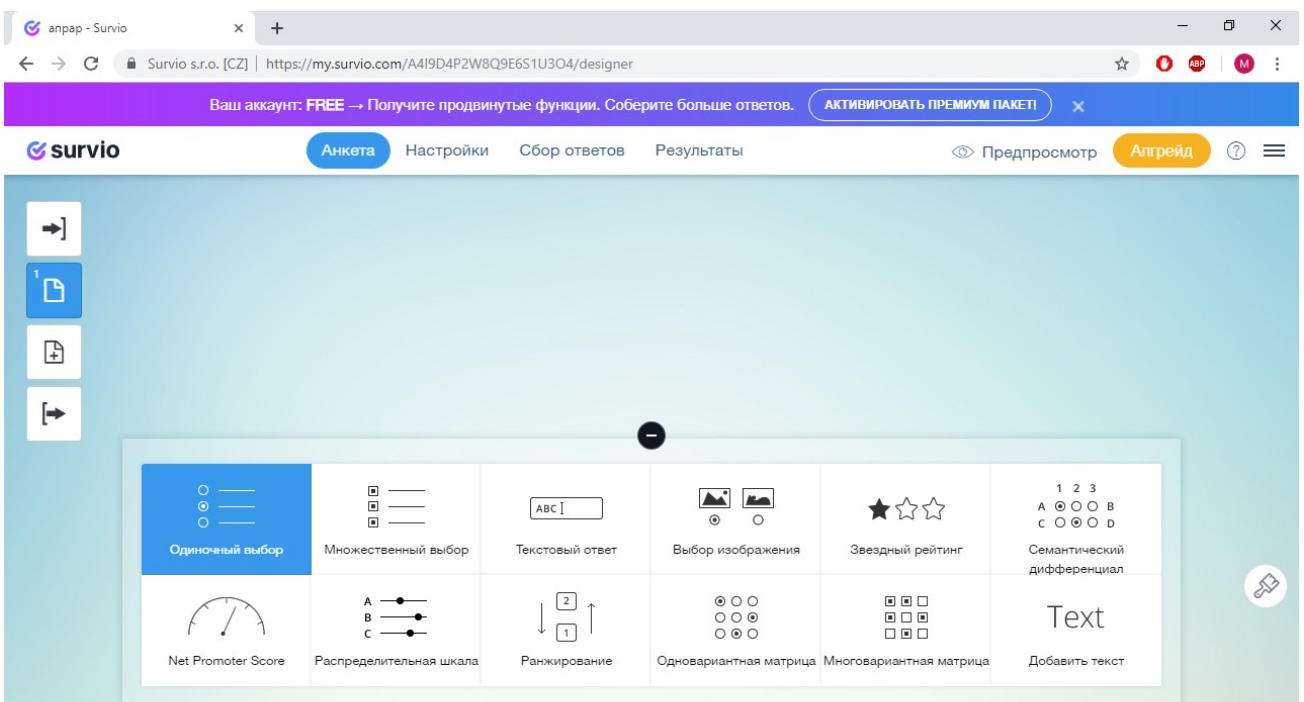 апрар - Survio
Survio s.r.o. [CZ] | https://my.survio.com/A4I9D4P2W8Q9E6S1U3O4/designer
ABP
M
Ваш аккаунт: FREE → Получите продвинутые функции. Соберите больше ответов. АКТИВИРОВАТЬ ПРЕМИУМ ПАКЕТ!
survio Анкета Настройки Сбор ответов Результаты Предпросмотр Апгрейд ?
1
ABC
1 2 3
A B
C D
Одиночный выбор Множественный выбор Текстовый ответ Выбор изображения Звездный рейтинг Семантический
дифференциал
A
B
C
2
1
Text
Net Promoter Score Распределительная шкала Ранжирование Одновариантная матрица Многовариантная матрица Добавить текст